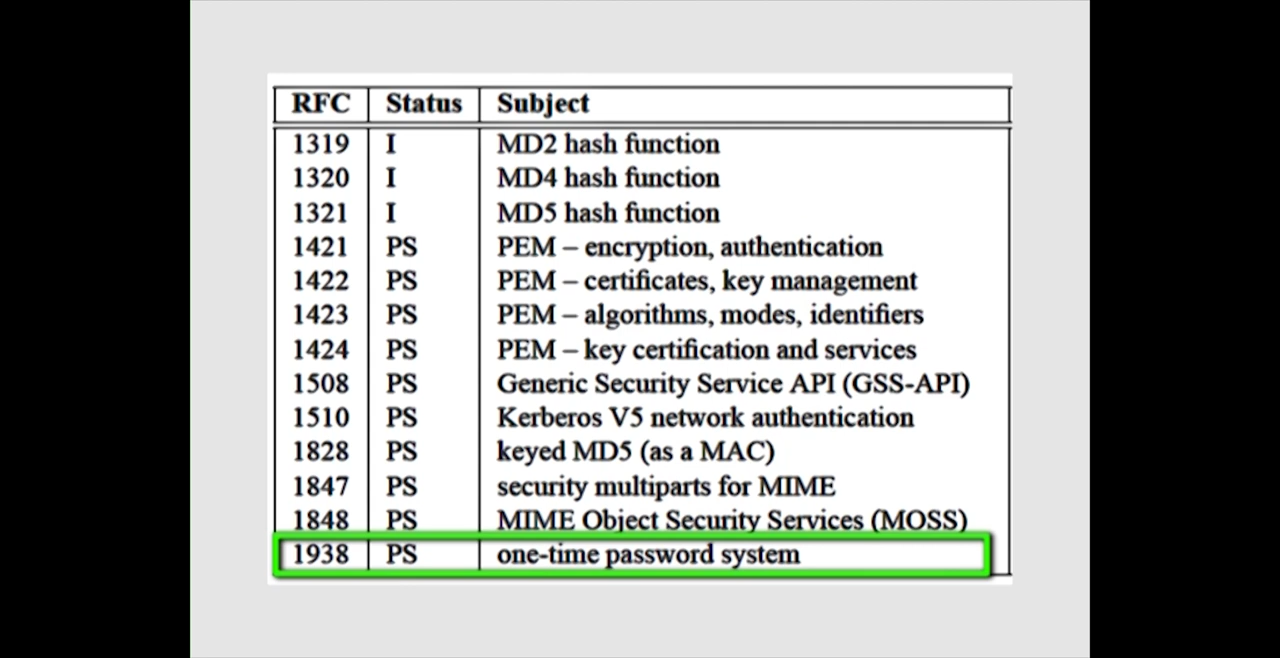 RFC Status Subject
1319 I MD2 hash function
1320 I MD4 hash function
1321 I MD5 hash function
1421 PS PEM – encryption, authentication
1422 PS PEM – certificates, key management
1423 PS PEM – algorithms, modes, identifiers
1424 PS PEM – key certification and services
1508 PS Generic Security Service API (GSS-API)
1510 PS Kerberos V5 network authentication
1828 PS keyed MD5 (as a MAC)
1847 PS security multiparts for MIME
1848 PS MIME Object Security Services (MOSS)
1938 PS one-time password system